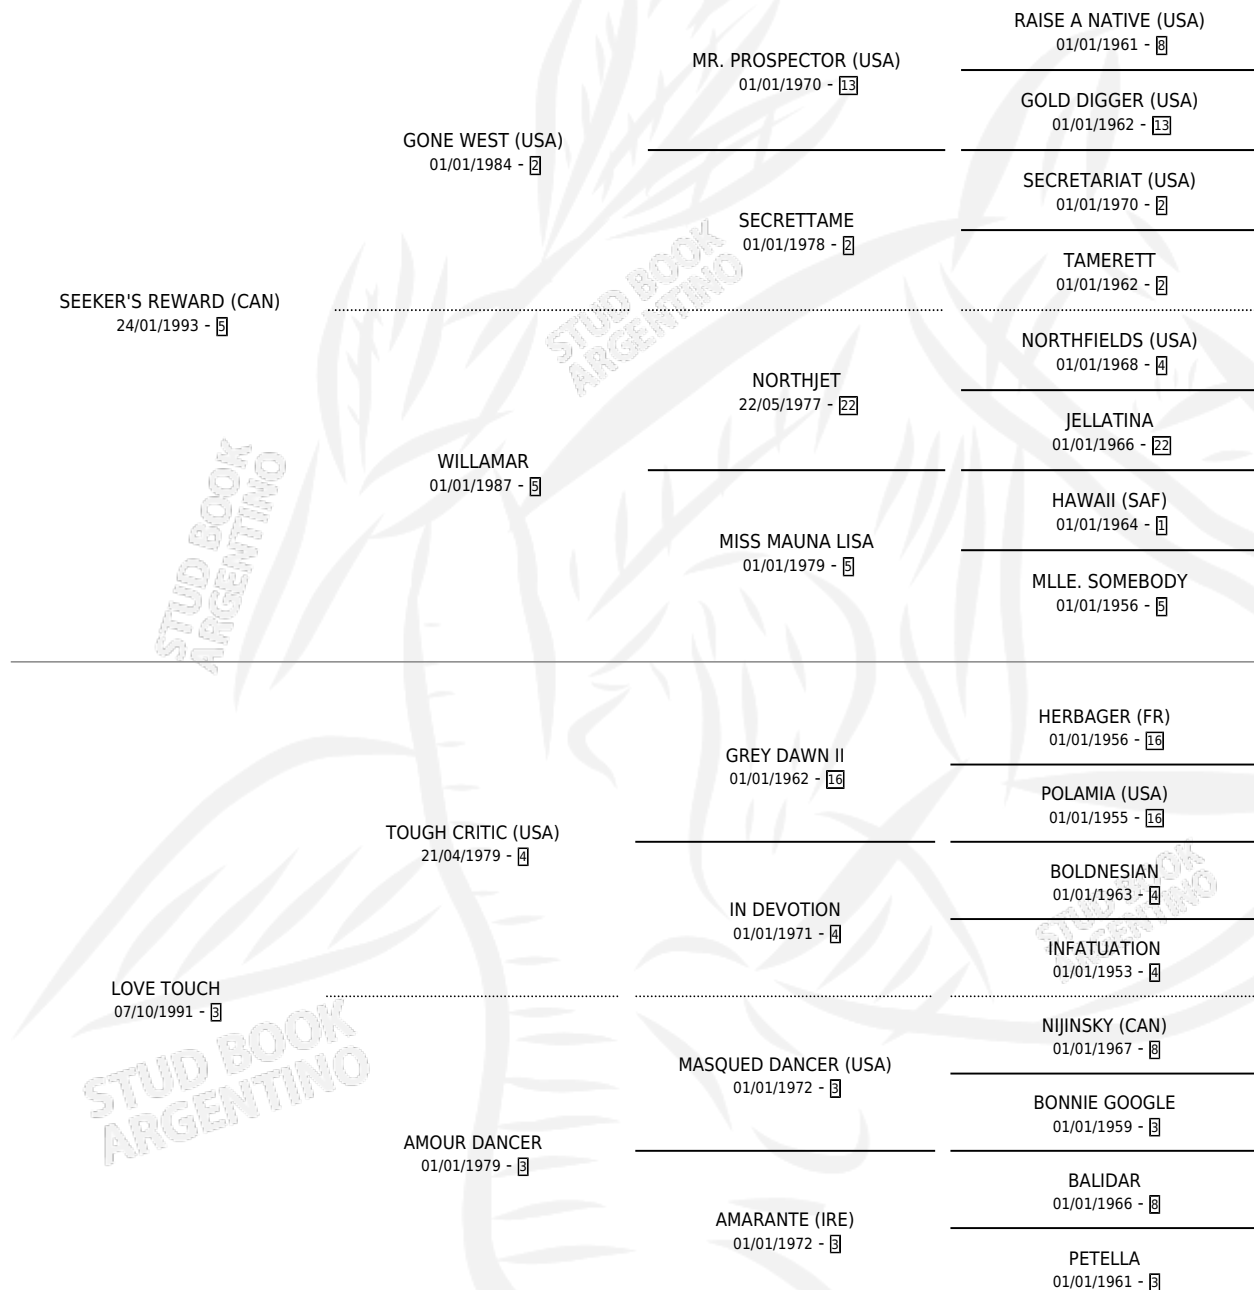 RAISE A NATIVE (USA)
01/01/1961 - 8
MR. PROSPECTOR (USA)
01/01/1970 - 13
GOLD DIGGER (USA)
01/01/1962 - 13
GONE WEST (USA)
01/01/1984 - 2
SECRETARIAT (USA)
01/01/1970 - 2
SECRETTAME
01/01/1978 - 2
TAMERETT
01/01/1962 - 2
SEEKER'S REWARD (CAN)
24/01/1993 - 5
STUD BOOK
ARGENTINO
NORTHFIELDS (USA)
01/01/1968 - 4
NORTHJET
22/05/1977 - 22
JELLATINA
01/01/1966 - 22
WILLAMAR
01/01/1987 - 5
HAWAII (SAF)
01/01/1964 - 1
MISS MAUNA LISA
01/01/1979 - 5
MLLE. SOMEBODY
01/01/1956 - 5
STUD BOOK
ARGENTINO
HERBAGER (FR)
01/01/1956 - 16
GREY DAWN II
01/01/1962 - 16
POLAMIA (USA)
01/01/1955 - 16
TOUGH CRITIC (USA)
21/04/1979 - 4
BOLDNESIAN
01/01/1963 - 4
IN DEVOTION
01/01/1971 - 4
INFATUATION
01/01/1953 - 4
STUD BOOK
ARGENTINO
LOVE TOUCH
07/10/1991 - 3
NIJINSKY (CAN)
01/01/1967 - 8
MASQUED DANCER (USA)
01/01/1972 - 3
BONNIE GOOGLE
01/01/1959 - 3
STUD BOOK
ARGENTINO
AMOUR DANCER
01/01/1979 - 3
BALIDAR
01/01/1966 - 8
AMARANTE (IRE)
01/01/1972 - 3
PETELLA
01/01/1961 - 3